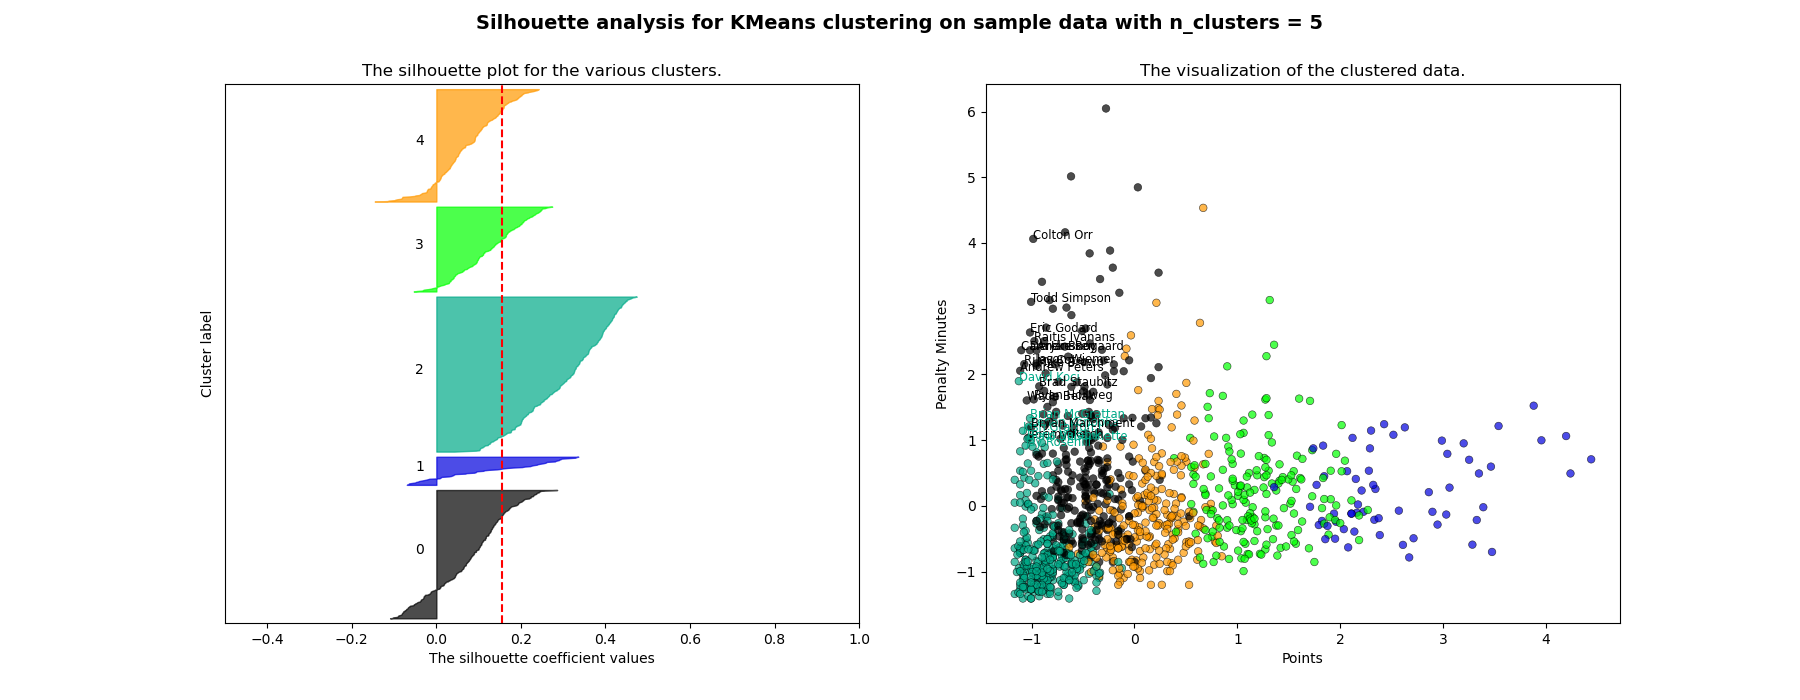 Silhouette analysis for KMeans clustering on sample data with n_clusters = 5
The silhouette plot for the various clusters.
Cluster label
4
3
2
1
0
−0.4
−0.2
0.0
0.2
0.4
0.6
0.8
1.0
The silhouette coefficient values
The visualization of the clustered data.
Penalty Minutes
6
5
4
3
2
1
0
−1
Colton Orr
Todd Simpson
Eric Godard
Raitis Ivanans
Andrew Peters
David Koci
Brad Staubitz
Wade Belak
Bryan Marchment
−1
0
1
2
3
4
Points